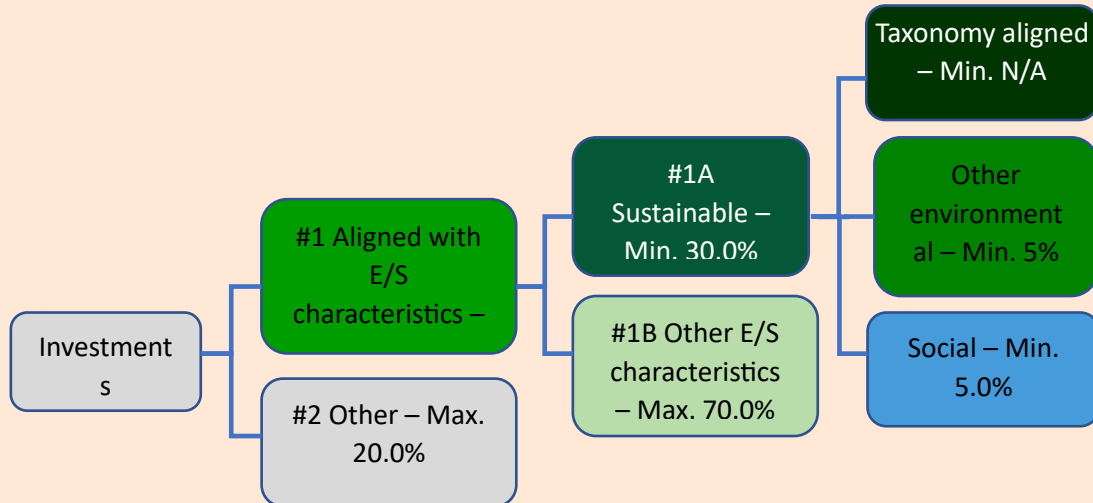 Investment
s
#1 Aligned with
E/S
characteristics –
#2 Other – Max.
20.0%
#1A
Sustainable –
Min. 30.0%
#1B Other E/S
characteristics
– Max. 70.0%
Taxonomy aligned
– Min. N/A
Other
environment
al – Min. 5%
Social – Min.
5.0%